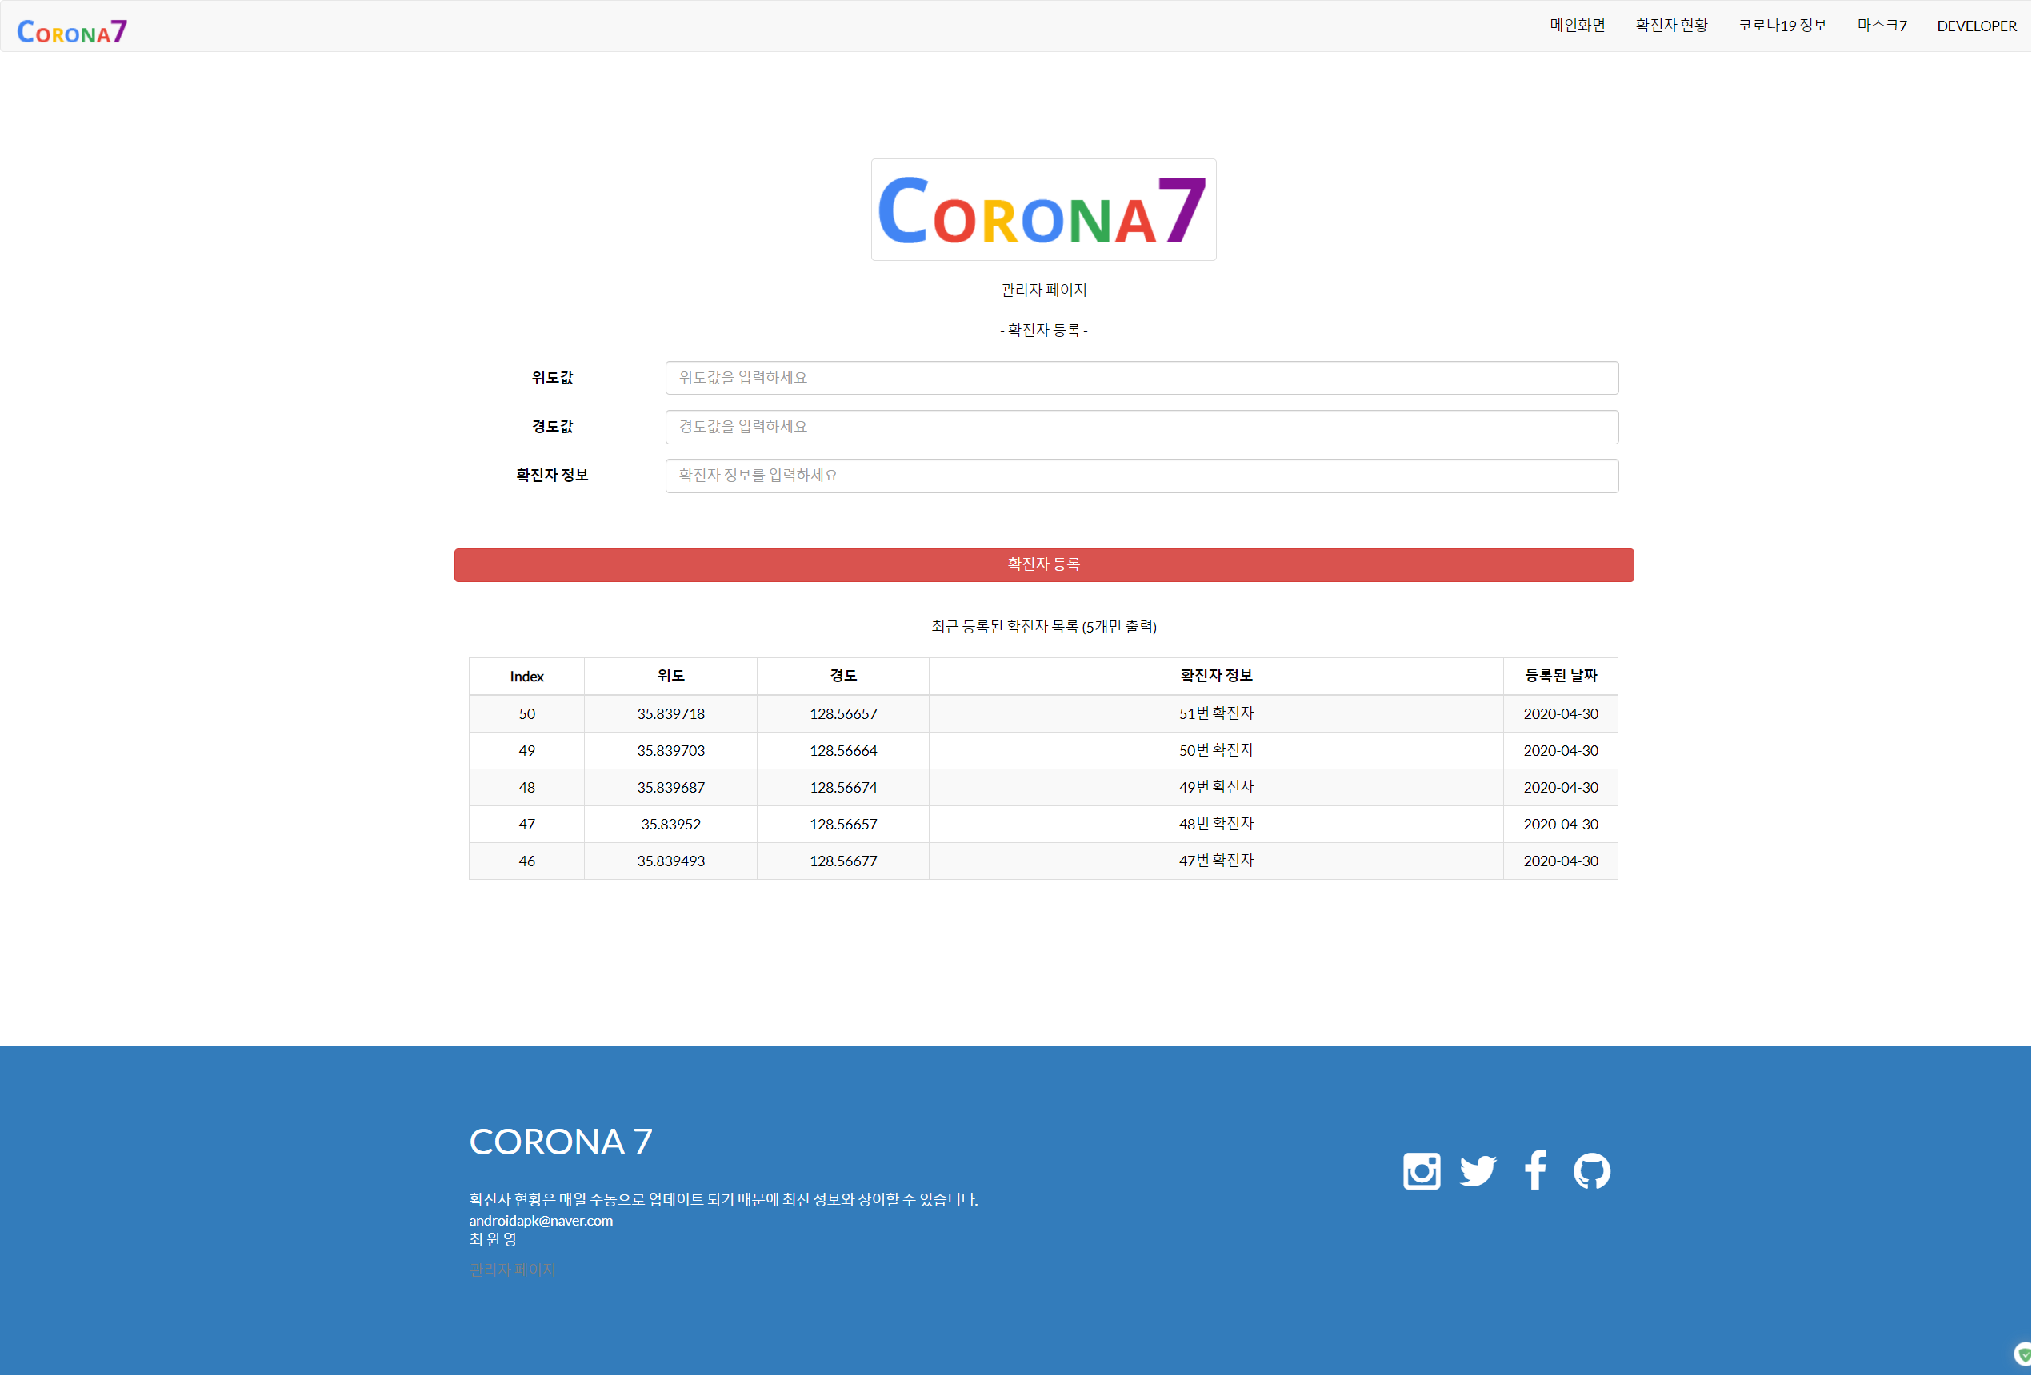 CORONA7
메인화면 확진자 현황 코로나19 정보 마스크7 DEVELOPER
CORONA7
관리자 페이지
- 확진자 등록 -
위도값 위도값을 입력하세요
경도값 경도값을 입력하세요
확진자 정보 확진자 정보를 입력하세요
확진자 등록
최근 등록된 확진자 목록 (5개만 출력)
Index 위도 경도 확진자 정보 등록된 날짜
50 35.839718 128.56657 51번 확진자 2020-04-30
49 35.839703 128.56664 50번 확진자 2020-04-30
48 35.839687 128.56674 49번 확진자 2020-04-30
47 35.83952 128.56657 48번 확진자 2020-04-30
46 35.839493 128.56677 47번 확진자 2020-04-30
CORONA 7
확진자 현황은 매일 수동으로 업데이트 되기 때문에 최신 정보와 상이할 수 있습니다.
androidapk@naver.com
최 원 영
관리자 페이지